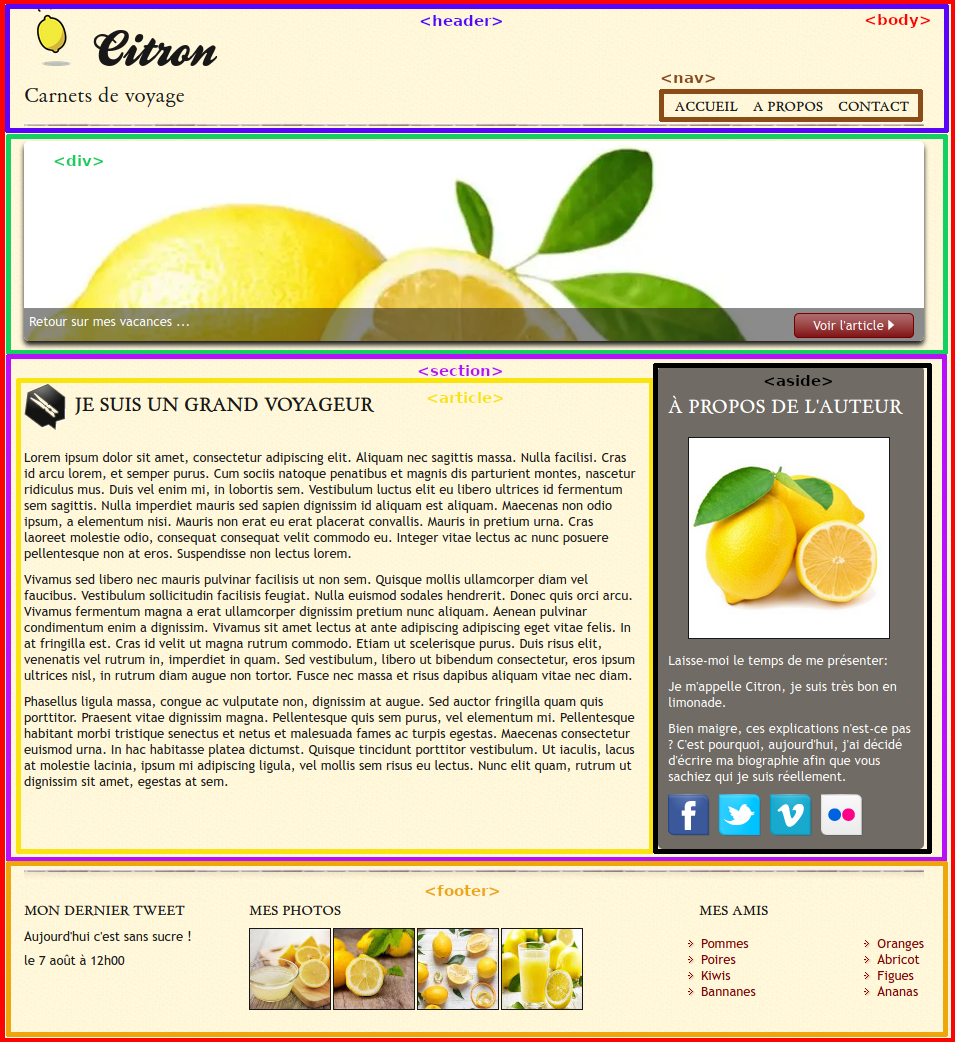 <header>
<body>
Citron
Carnets de voyage
<nav>
ACCUEIL A PROPOS CONTACT
<div>
Retour sur mes vacances ...
Voir l'article
<section>
<article>
JE SUIS UN GRAND VOYAGEUR
Lorem ipsum dolor sit amet, consectetur adipiscing elit. Aliquam nec sagittis massa. Nulla facilisi. Cras
id arcu lorem, et semper purus. Cum sociis natoque penatibus et magnis dis parturient montes, nascetur
ridiculus mus. Duis vel enim mi, in lobortis sem. Vestibulum luctus elit eu libero ultrices id fermentum
sem sagittis. Nulla imperdiet mauris sed sapien dignissim id aliquam est aliquam. Maecenas non odio
ipsum, a elementum nisi. Mauris non erat eu erat placerat convallis. Mauris in pretium urna. Cras
laoreet molestie odio, consequat consequat velit commodo eu. Integer vitae lectus ac nunc posuere
pellentesque non at eros. Suspendisse non lectus lorem.
Vivamus sed libero nec mauris pulvinar facilisis ut non sem. Quisque mollis ullamcorper diam vel
faucibus. Vestibulum sollicitudin facilisis feugiat. Nulla euismod sodales hendrerit. Donec quis orci arcu.
Vivamus fermentum magna a erat ullamcorper dignissim pretium nunc aliquam. Aenean pulvinar
condimentum enim a dignissim. Vivamus sit amet lectus at ante adipiscing adipiscing eget vitae felis. In
at fringilla est. Cras id velit ut magna rutrum commodo. Etiam ut scelerisque purus. Duis risus elit,
venenatis vel rutrum in, imperdiet in quam. Sed vestibulum, libero ut bibendum consectetur, eros ipsum
ultrices nisl, in rutrum diam augue non tortor. Fusce nec massa et risus dapibus aliquam vitae nec diam.
Phasellus ligula massa, congue ac vulputate non, dignissim at augue. Sed auctor fringilla quam quis
porttitor. Praesent vitae dignissim magna. Pellentesque quis sem purus, vel elementum mi. Pellentesque
habitant morbi tristique senectus et netus et malesuada fames ac turpis egestas. Maecenas consectetur
euismod urna. In hac habitasse platea dictumst. Quisque tincidunt porttitor vestibulum. Ut iaculis, lacus
at molestie lacinia, ipsum mi adipiscing ligula, vel mollis sem risus eu lectus. Nunc elit quam, rutrum ut
dignissim sit amet, egestas at sem.
<aside>
À PROPOS DE L'AUTEUR
Laisse-moi le temps de me présenter:
Je m'appelle Citron, je suis très bon en
limonade.
Bien maigre, ces explications n'est-ce pas
? C'est pourquoi, aujourd'hui, j'ai décidé
d'écrire ma biographie afin que vous
sachiez qui je suis réellement.
<footer>
MON DERNIER TWEET
Aujourd'hui c'est sans sucre !
le 7 août à 12h00
MES PHOTOS
MES AMIS
Pommes
Poires
Kiwis
Bannanes
Oranges
Abricot
Figues
Ananas